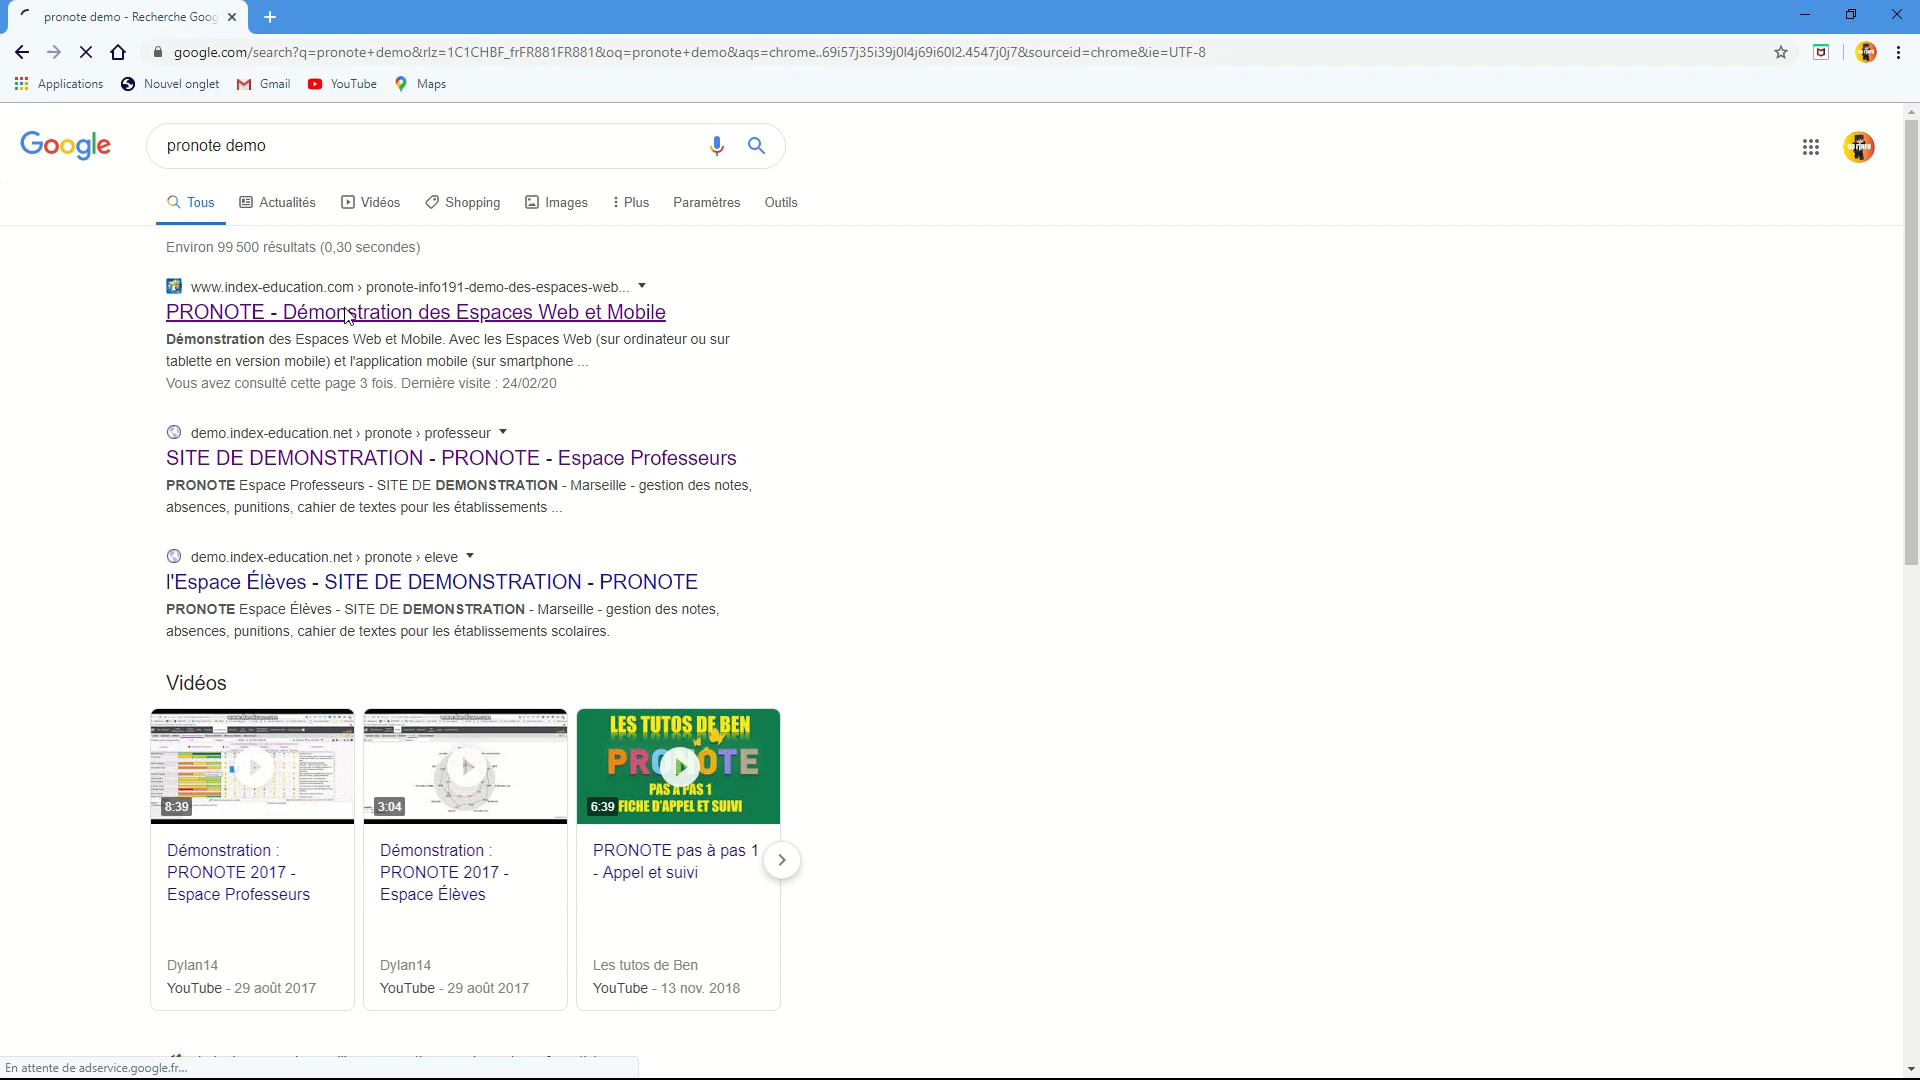 pronote demo - Recherche Goog
google.com/search?q=pronote+demo&rlz=1C1CHBF_frFR881FR881&oq=pronote+demo&aqs=chrome..69i57j35i39j0l4j69i60l2.4547j0j7&sourceid=chrome&ie=UTF-8
Applications Nouvel onglet Gmail YouTube Maps
Google
pronote demo
Tous Actualités Vidéos Shopping Images Plus Paramètres Outils
Environ 99 500 résultats (0,30 secondes)
www.index-education.com › pronote-info191-demo-des-espaces-web...
PRONOTE - Démonstration des Espaces Web et Mobile
Démonstration des Espaces Web et Mobile. Avec les Espaces Web (sur ordinateur ou sur
tablette en version mobile) et l'application mobile (sur smartphone ...
Vous avez consulté cette page 3 fois. Dernière visite : 24/02/20
demo.index-education.net › pronote › professeur
SITE DE DEMONSTRATION - PRONOTE - Espace Professeurs
PRONOTE Espace Professeurs - SITE DE DEMONSTRATION - Marseille - gestion des notes,
absences, punitions, cahier de textes pour les établissements ...
demo.index-education.net › pronote › eleve
l'Espace Élèves - SITE DE DEMONSTRATION - PRONOTE
PRONOTE Espace Élèves - SITE DE DEMONSTRATION - Marseille - gestion des notes,
absences, punitions, cahier de textes pour les établissements scolaires.
Vidéos
8:39
3:04
LES TUTOS DE BEN
PRONOTE
PAS A PAS 1
6:39 FICHE D'APPEL ET SUIVI
Démonstration :
PRONOTE 2017 -
Espace Professeurs
Dylan14
YouTube - 29 août 2017
Démonstration :
PRONOTE 2017 -
Espace Élèves
Dylan14
YouTube - 29 août 2017
PRONOTE pas à pas 1
- Appel et suivi
Les tutos de Ben
YouTube - 13 nov. 2018
En attente de adservice.google.fr...